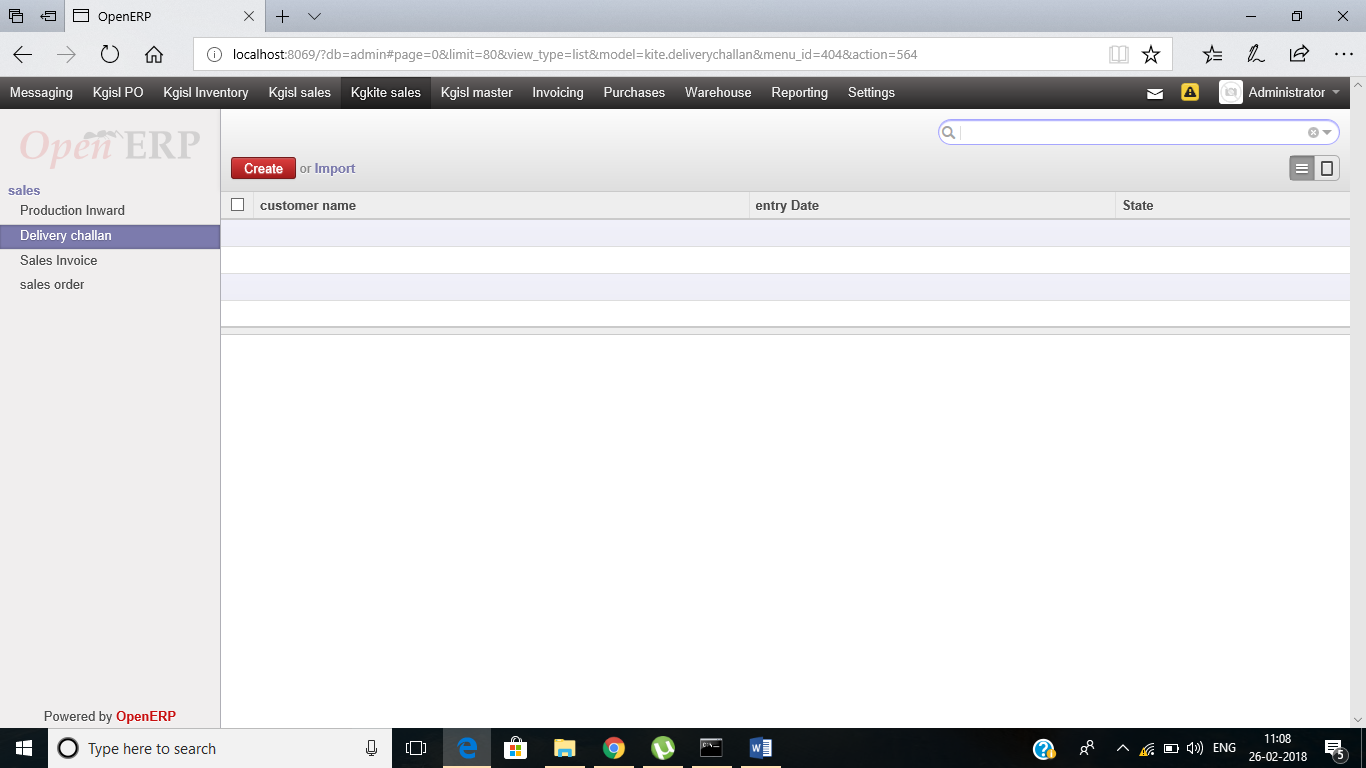 OpenERP
localhost:8069/?db=admin#page=0&limit=80&view_type=list&model=kite.deliverychallan&menu_id=404&action=564
Messaging Kgisl PO Kgisl Inventory Kgisl sales Kgkite sales Kgisl master Invoicing Purchases Warehouse Reporting Settings Administrator
Open ERP
Create or Import
sales
Production Inward
Delivery challan
Sales Invoice
sales order
customer name entry Date State
Powered by OpenERP
Type here to search
ENG
11:08
26-02-2018
5